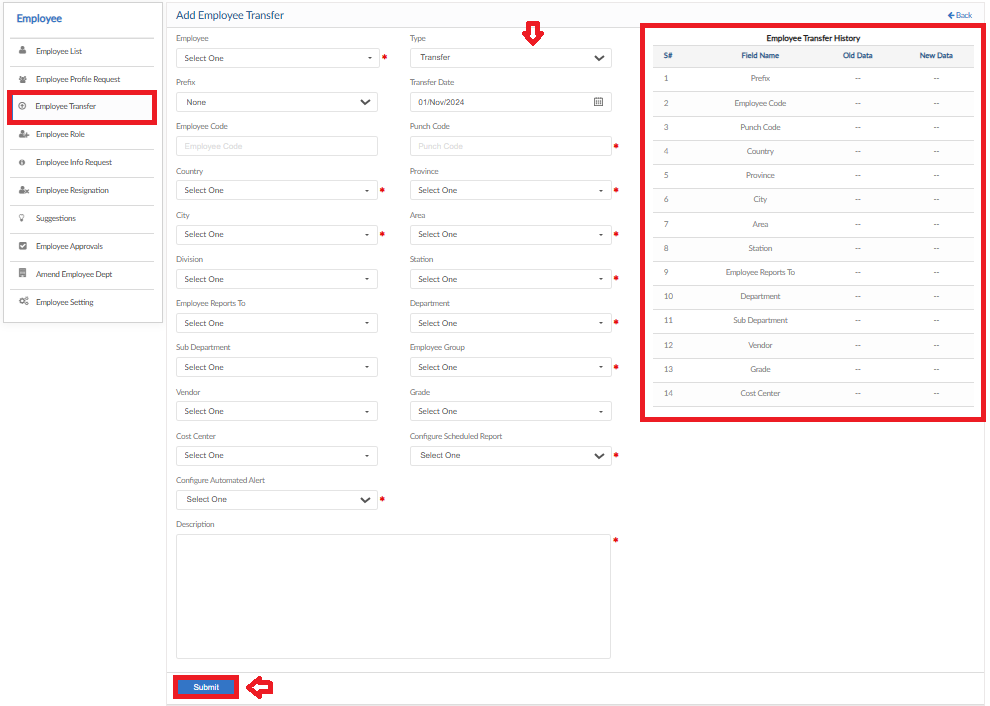 Employee
Employee List
Employee Profile Request
Employee Transfer
Employee Role
Employee Info Request
Employee Resignation
Suggestions
Employee Approvals
Amend Employee Dept
Employee Setting
Add Employee Transfer
Back
Employee Type
Select One * Transfer
Prefix Transfer Date
None 01/Nov/2024
Employee Code Punch Code
Employee Code Punch Code *
Country Province
Select One * Select One *
City Area
Select One * Select One *
Division Station
Select One Select One *
Employee Reports To Department
Select One Select One *
Sub Department Employee Group
Select One Select One *
Vendor Grade
Select One Select One
Cost Center Configure Scheduled Report
Select One Select One *
Configure Automated Alert
Select One *
Description
*
Submit
Employee Transfer History
S# Field Name Old Data New Data
1 Prefix -- --
2 Employee Code -- --
3 Punch Code -- --
4 Country -- --
5 Province -- --
6 City -- --
7 Area -- --
8 Station -- --
9 Employee Reports To -- --
10 Department -- --
11 Sub Department -- --
12 Vendor -- --
13 Grade -- --
14 Cost Center -- --